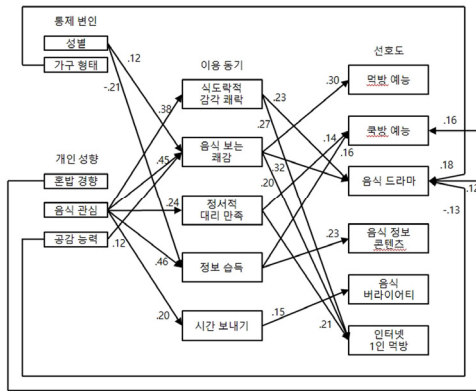 통제 변인
이용 동기
선호도
성별
가구 형태
.12
-.21
식도락적
감각 쾌락
먹방 예능
.30
.23
.38
.27
.14
쿡방 예능
.16
개인 성향
음식 보는
쾌감
.16
.45
.32
음식 드라마
.18
.12
혼밥 경향
.20
-.13
음식 관심
.24
정서적
대리 만족
공감 능력
.12
.23
음식 정보
콘텐츠
.46
정보 습득
음식
버라이어티
.20
.15
시간 보내기
.21
인터넷
1인 먹방